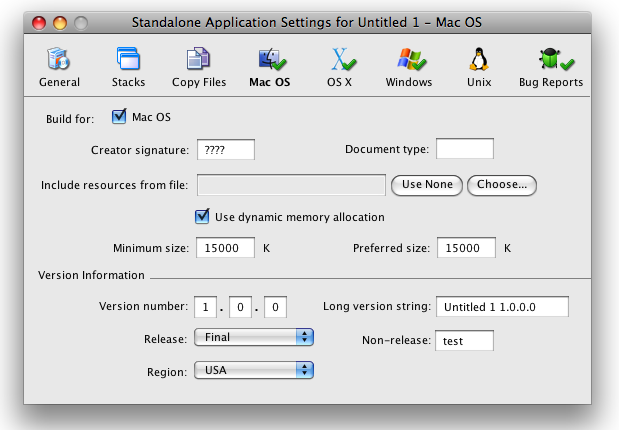 Standalone Application Settings for Untitled 1 – Mac OS
General Stacks Copy Files Mac OS OS X Windows Unix Bug Reports
Build for: Mac OS
Creator signature: ???? Document type:
Include resources from file: Use None Choose...
Use dynamic memory allocation
Minimum size: 15000 K Preferred size: 15000 K
Version Information
Version number: 1 . 0 . 0 Long version string: Untitled 1 1.0.0.0
Release: Final Non-release: test
Region: USA